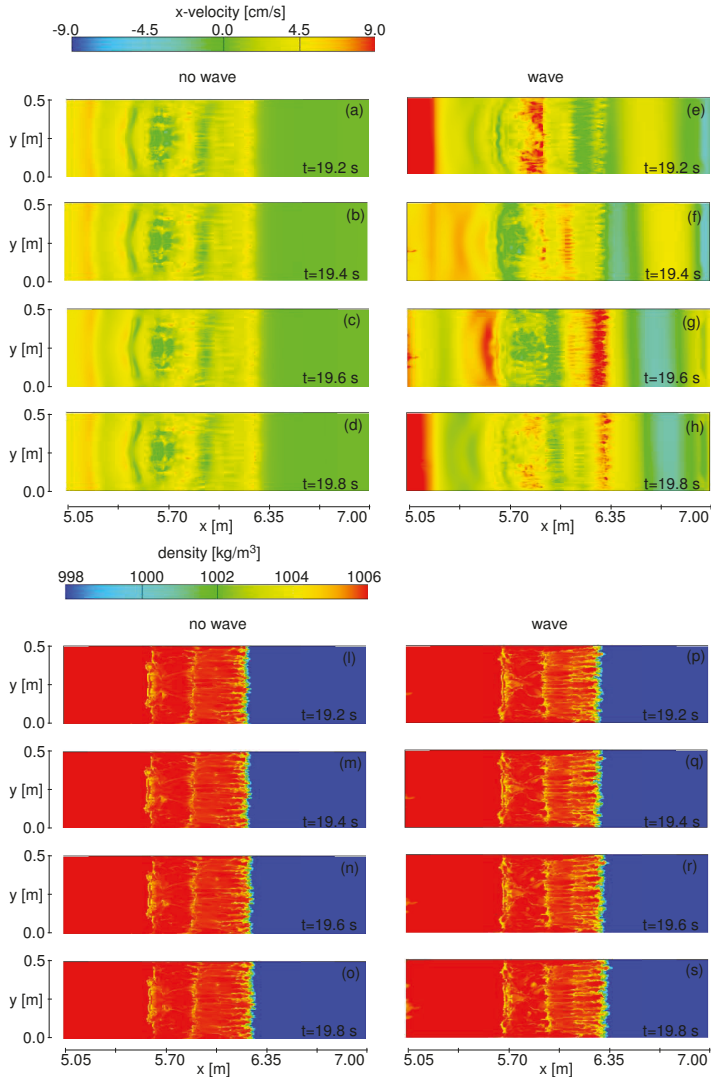 x-velocity [cm/s]
-9.0 -4.5 0.0 4.5 9.0
no wave wave
0.5 (a) (e)
y [m]
0.0 t=19.2 s t=19.2 s
0.5 (b) (f)
y [m]
0.0 t=19.4 s t=19.4 s
0.5 (c) (g)
y [m]
0.0 t=19.6 s t=19.6 s
0.5 (d) (h)
y [m]
0.0 t=19.8 s t=19.8 s
5.05 5.70 6.35 7.00 5.05 5.70 6.35 7.00
x [m] x [m]
density [kg/m³]
998 1000 1002 1004 1006
no wave wave
0.5 (l) (p)
y [m]
0.0 t=19.2 s t=19.2 s
0.5 (m) (q)
y [m]
0.0 t=19.4 s t=19.4 s
0.5 (n) (r)
y [m]
0.0 t=19.6 s t=19.6 s
0.5 (o) (s)
y [m]
0.0 t=19.8 s t=19.8 s
5.05 5.70 6.35 7.00 5.05 5.70 6.35 7.00
x [m] x [m]